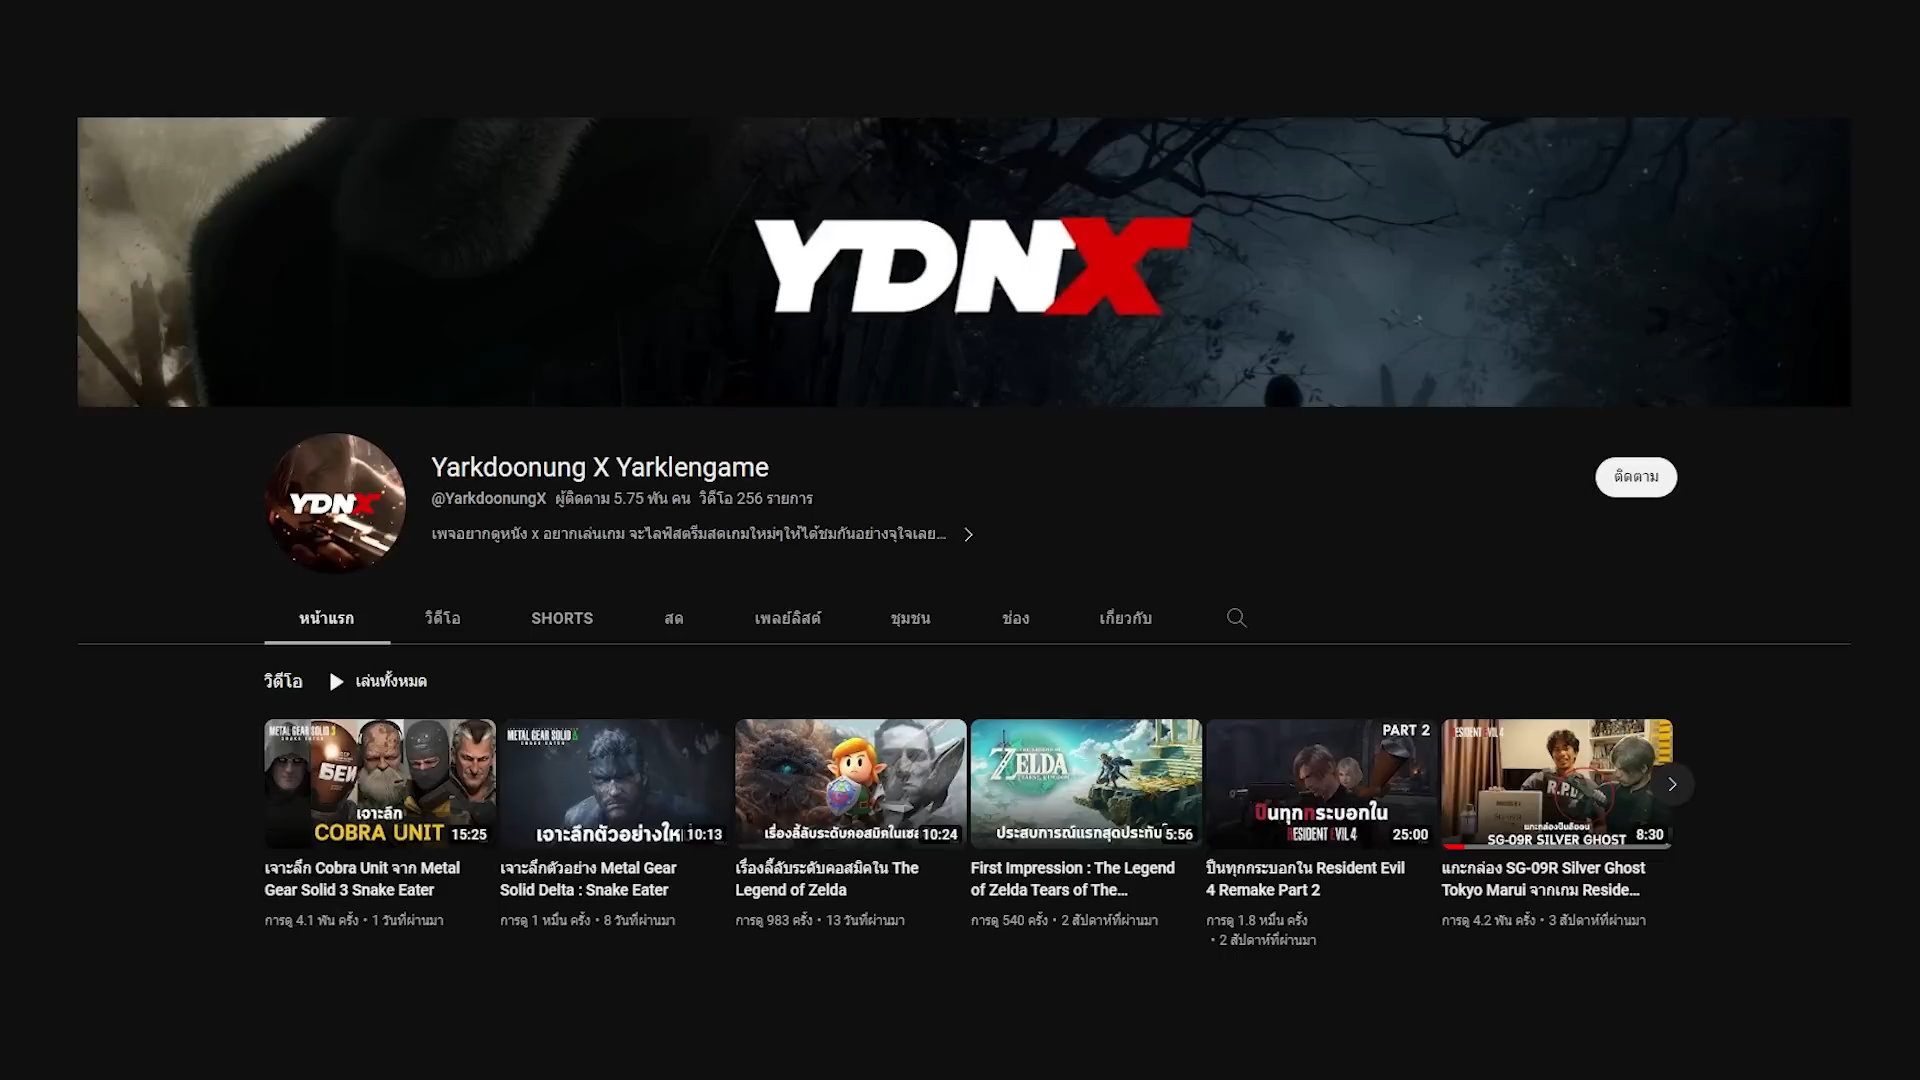 YDNX
YDNX
Yarkdoonung X Yarklengame
@YarkdoonungX ผู้ติดตาม 5.75 พัน คน วิดีโอ 256 รายการ
เพจอยากดูหนัง x อยากเล่นเกม จะไลฟ์สตรีมสดเกมใหม่ๆให้ได้ชมกันอย่างจุใจเลย...
ติดตาม
หน้าแรก วิดีโอ SHORTS สด เพลย์ลิสต์ ชุมชน ช่อง เกี่ยวกับ
วิดีโอ เล่นทั้งหมด
METAL GEAR SOLID 3
SNAKE EATER
เจาะลึก
COBRA UNIT
15:25
เจาะลึก Cobra Unit จาก Metal
Gear Solid 3 Snake Eater
การดู 4.1 พัน ครั้ง • 1 วันที่ผ่านมา
METAL GEAR SOLID Δ
SNAKE EATER
เจาะลึกตัวอย่างให
10:13
เจาะลึกตัวอย่าง Metal Gear
Solid Delta : Snake Eater
การดู 1 หมื่น ครั้ง • 8 วันที่ผ่านมา
เรื่องลี้ลับระดับคอสมิคในเซล
10:24
เรื่องลี้ลับระดับคอสมิคใน The
Legend of Zelda
การดู 983 ครั้ง • 13 วันที่ผ่านมา
ZELDA
ประสบการณ์แรกสุดประทับ
5:56
First Impression : The Legend
of Zelda Tears of The...
การดู 540 ครั้ง • 2 สัปดาห์ที่ผ่านมา
PART 2
ปืนทุกกระบอกใน
RESIDENT EVIL 4
25:00
ปืนทุกกระบอกใน Resident Evil
4 Remake Part 2
การดู 1.8 หมื่น ครั้ง
• 2 สัปดาห์ที่ผ่านมา
RESIDENT EVIL 4
R.P.D
แกะกล่องปืนลีออน
SG-09R SILVER GHOST
8:30
แกะกล่อง SG-09R Silver Ghost
Tokyo Marui จากเกม Reside...
การดู 4.2 พัน ครั้ง • 3 สัปดาห์ที่ผ่านมา